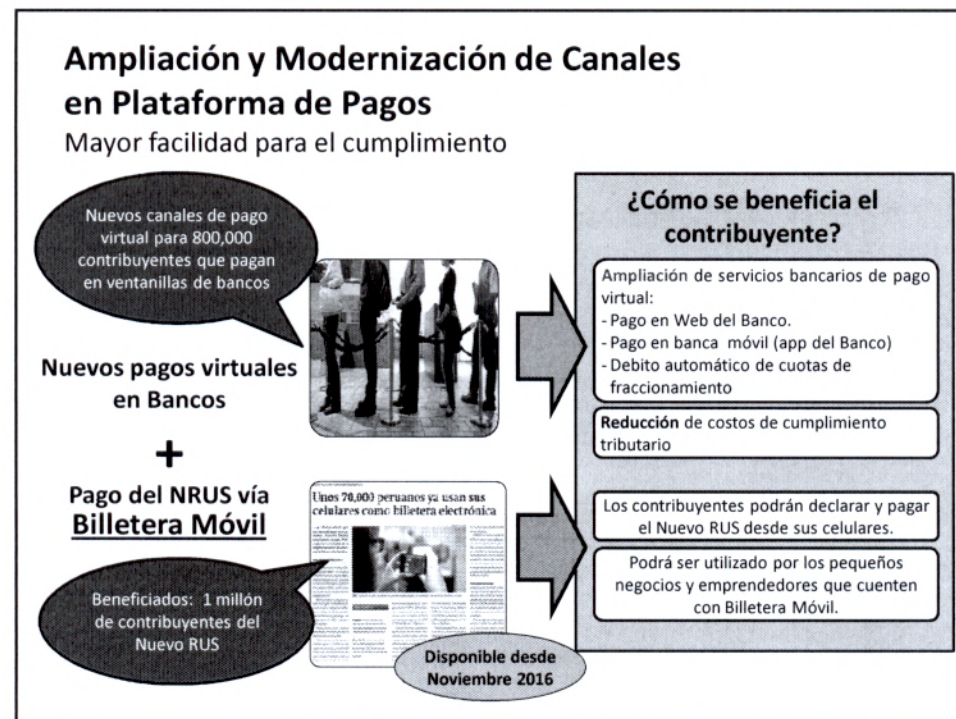 Ampliación y Modernización de Canales
en Plataforma de Pagos
Mayor facilidad para el cumplimiento
Nuevos canales de pago
virtual para 800,000
contribuyentes que pagan
en ventanillas de bancos
Nuevos pagos virtuales
en Bancos
+
Pago del NRUS vía
Billetera Móvil
Beneficiados: 1 millón
de contribuyentes del
Nuevo RUS
Unos 70,000 peruanos ya usan sus
celulares como billetera electrónica
Disponible desde
Noviembre 2016
¿Cómo se beneficia el
contribuyente?
Ampliación de servicios bancarios de pago
virtual:
- Pago en Web del Banco.
- Pago en banca móvil (app del Banco)
- Debito automático de cuotas de
fraccionamiento
Reducción de costos de cumplimiento
tributario
Los contribuyentes podrán declarar y pagar
el Nuevo RUS desde sus celulares.
Podrá ser utilizado por los pequeños
negocios y emprendedores que cuenten
con Billetera Móvil.